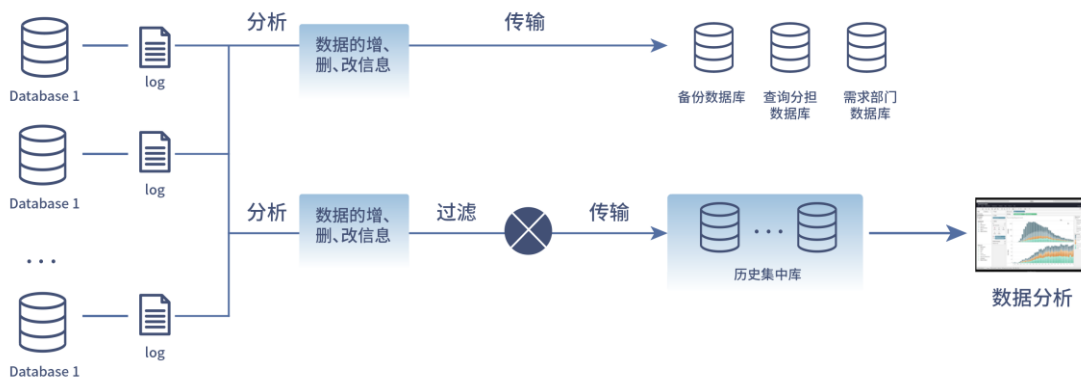 Database 1
log
分析
数据的增、
删、改信息
传输
备份数据库
查询分担
数据库
需求部门
数据库
Database 1
log
分析
数据的增、
删、改信息
过滤
传输
...
历史集中库
数据分析
...
Database 1
log